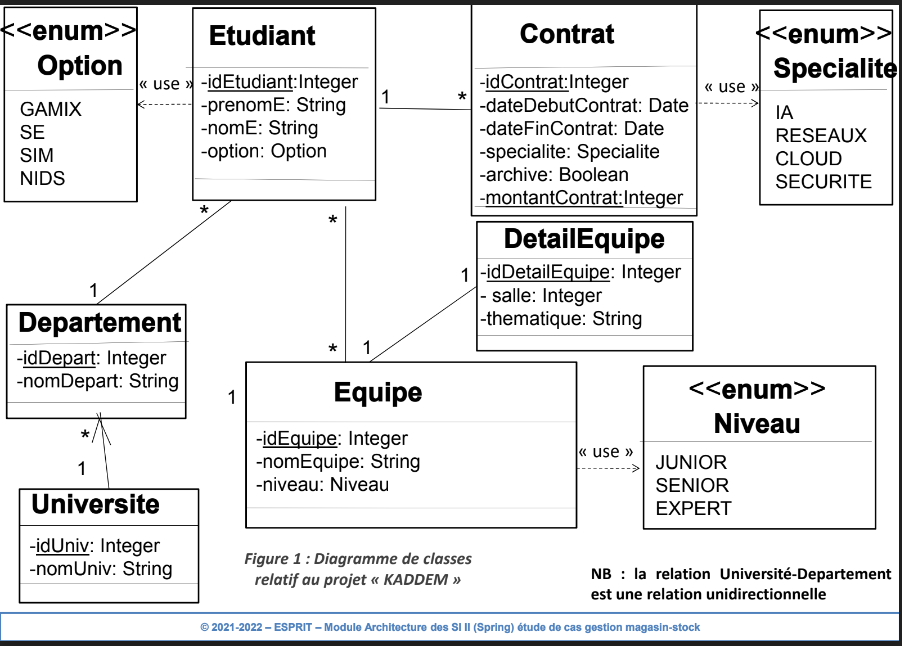 <<enum>>
Option
GAMIX
SE
SIM
NIDS
« use »
Etudiant
-idEtudiant:Integer
-prenomE: String
-nomE: String
-option: Option
1
*
Contrat
-idContrat:Integer
-dateDebutContrat: Date
-dateFinContrat: Date
-specialite: Specialite
-archive: Boolean
-montantContrat:Integer
« use »
<<enum>>
Specialite
IA
RESEAUX
CLOUD
SECURITE
*
1
*
*
DetailEquipe
-idDetailEquipe: Integer
- salle: Integer
-thematique: String
1
1
Departement
-idDepart: Integer
-nomDepart: String
*
1
1
Equipe
-idEquipe: Integer
-nomEquipe: String
-niveau: Niveau
« use »
<<enum>>
Niveau
JUNIOR
SENIOR
EXPERT
Universite
-idUniv: Integer
-nomUniv: String
Figure 1 : Diagramme de classes
relatif au projet « KADDEM »
NB : la relation Université-Departement
est une relation unidirectionnelle
© 2021-2022 – ESPRIT – Module Architecture des SI II (Spring) étude de cas gestion magasin-stock